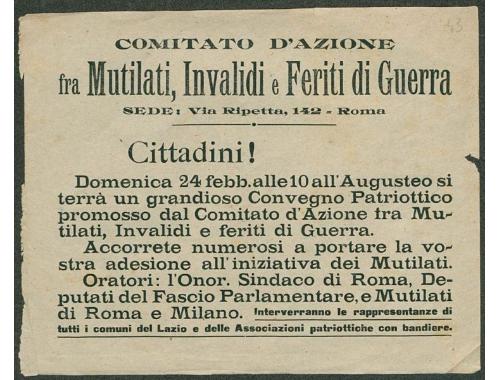 43
COMITATO D'AZIONE
fra Mutilati, Invalidi e Feriti di Guerra
SEDE: Via Ripetta, 142 - Roma
Cittadini!
Domenica 24 febb. alle 10 all'Augusteo si
terrà un grandioso Convegno Patriottico
promosso dal Comitato d'Azione fra Mu-
tilati, Invalidi e feriti di Guerra.
Accorrete numerosi a portare la vo-
stra adesione all'iniziativa dei Mutilati.
Oratori: l'Onor. Sindaco di Roma, De-
putati del Fascio Parlamentare, e Mutilati
di Roma e Milano. Interverranno le rappresentanze di
tutti i comuni del Lazio e delle Associazioni patriottiche con bandiere.